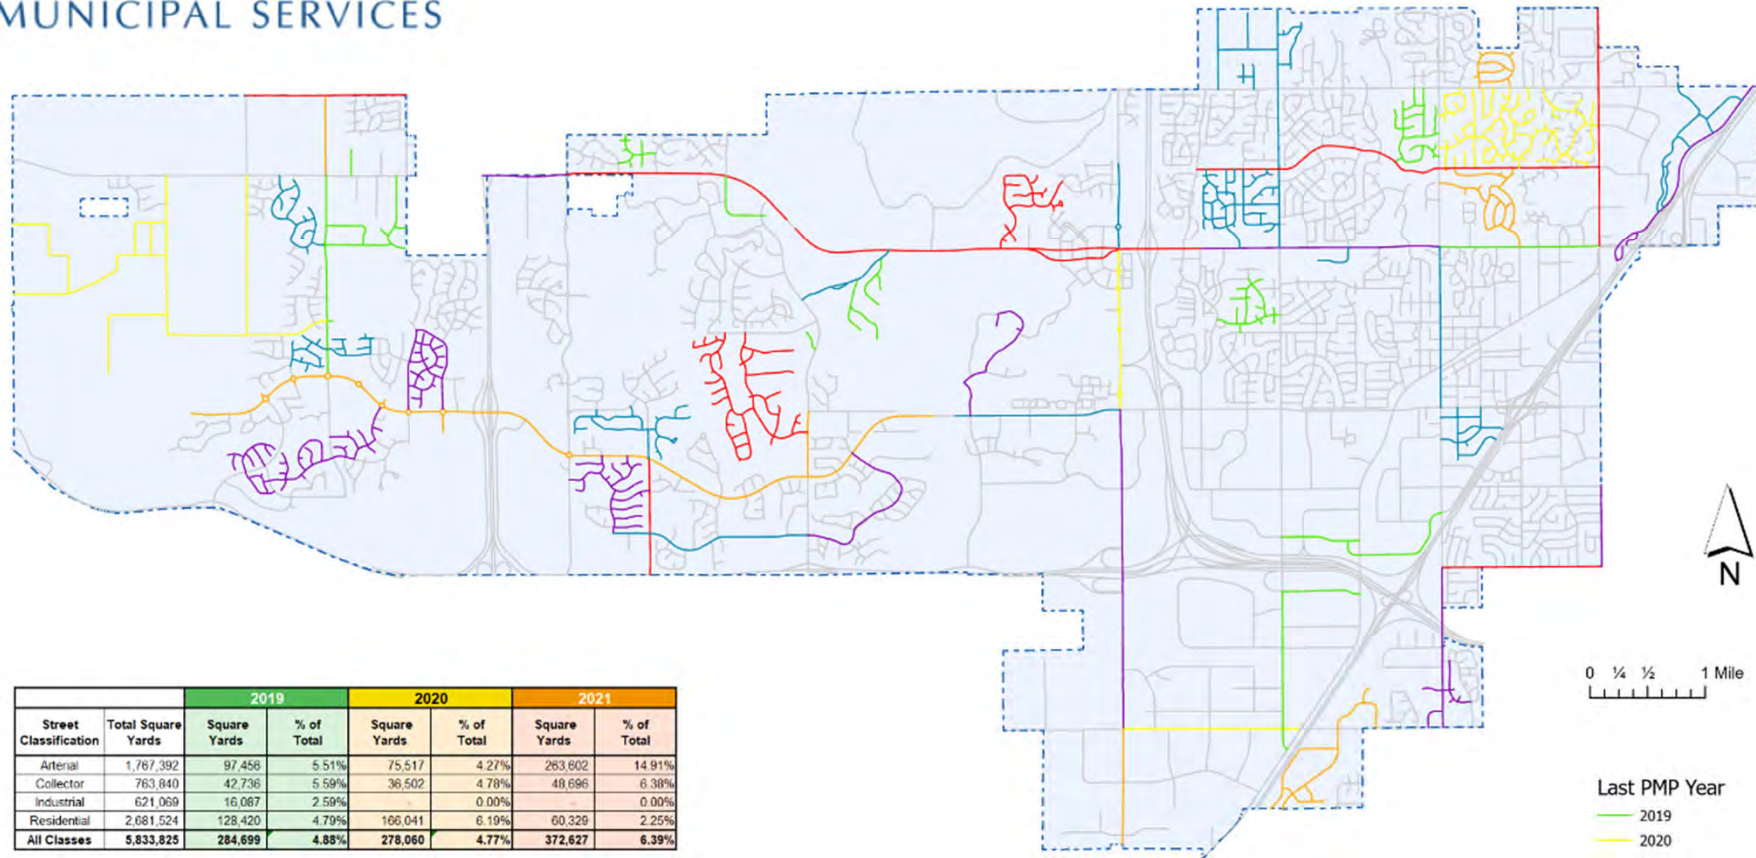 MUNICIPAL SERVICES
N
0 ¼ ½ 1 Mile
2019 2020 2021
Street Classification Total Square Yards Square Yards % of Total Square Yards % of Total Square Yards % of Total
Arterial 1,767,392 97,456 5.51% 75,517 4.27% 263,602 14.91%
Collector 763,840 42,736 5.59% 36,502 4.78% 48,696 6.38%
Industrial 621,069 16,087 2.59% - 0.00% - 0.00%
Residential 2,681,524 128,420 4.79% 166,041 6.19% 60,329 2.25%
All Classes 5,833,825 284,699 4.88% 278,060 4.77% 372,627 6.39%
Last PMP Year
2019
2020